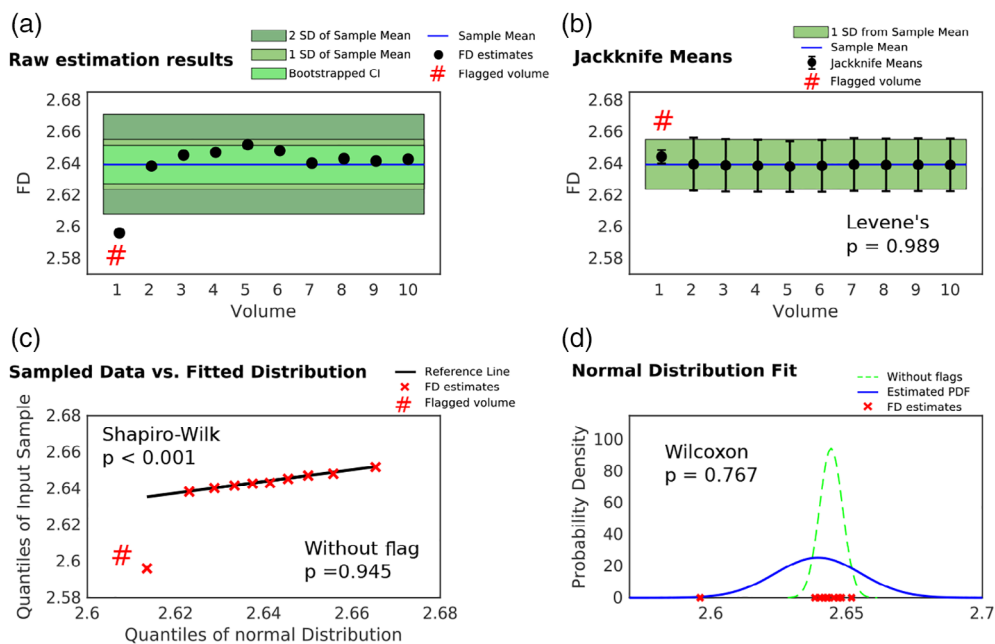 (a)
Raw estimation results
2 SD of Sample Mean
1 SD of Sample Mean
Bootstrapped CI
Sample Mean
FD estimates
# Flagged volume
FD
2.68
2.66
2.64
2.62
2.6
2.58
#
1 2 3 4 5 6 7 8 9 10
Volume
(b)
Jackknife Means
1 SD from Sample Mean
Sample Mean
Jackknife Means
# Flagged volume
FD
2.68
2.66
2.64
2.62
2.6
2.58
#
Levene's
p = 0.989
1 2 3 4 5 6 7 8 9 10
Volume
(c)
Sampled Data vs. Fitted Distribution
Reference Line
FD estimates
# Flagged volume
Quantiles of Input Sample
2.68
2.66
2.64
2.62
2.6
2.58
Shapiro-Wilk
p < 0.001
#
Without flag
p =0.945
2.6 2.62 2.64 2.66 2.68
Quantiles of normal Distribution
(d)
Normal Distribution Fit
Without flags
Estimated PDF
FD estimates
Probability Density
100
80
60
40
20
0
Wilcoxon
p = 0.767
2.6 2.65 2.7